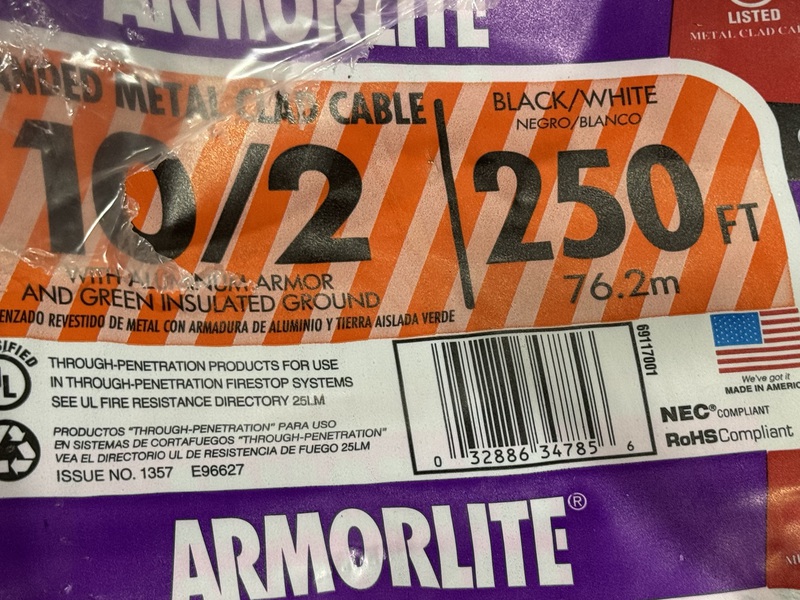 ARMORLITE
LISTED
METAL CLAD
METAL CLAD CABLE
10/2
WITH ALUMINUM ARMOR
AND GREEN INSULATED GROUND
REVESTIDO DE METAL CON ARMADURA DE ALUMINIO Y TIERRA AISLADA VERDE
BLACK/WHITE
NEGRO/BLANCO
250 FT
76.2m
UL
THROUGH-PENETRATION PRODUCTS FOR USE
IN THROUGH-PENETRATION FIRESTOP SYSTEMS
SEE UL FIRE RESISTANCE DIRECTORY 25LM
PRODUCTOS "THROUGH-PENETRATION" PARA USO
EN SISTEMAS DE CORTAFUEGOS "THROUGH-PENETRATION"
VEA EL DIRECTORIO UL DE RESISTENCIA DE FUEGO 25LM
ISSUE NO. 1357 E96627
0 32886 34785 6
69117001
We've got it
MADE IN AMERIC
NEC® COMPLIANT
RoHS Compliant
ARMORLITE®